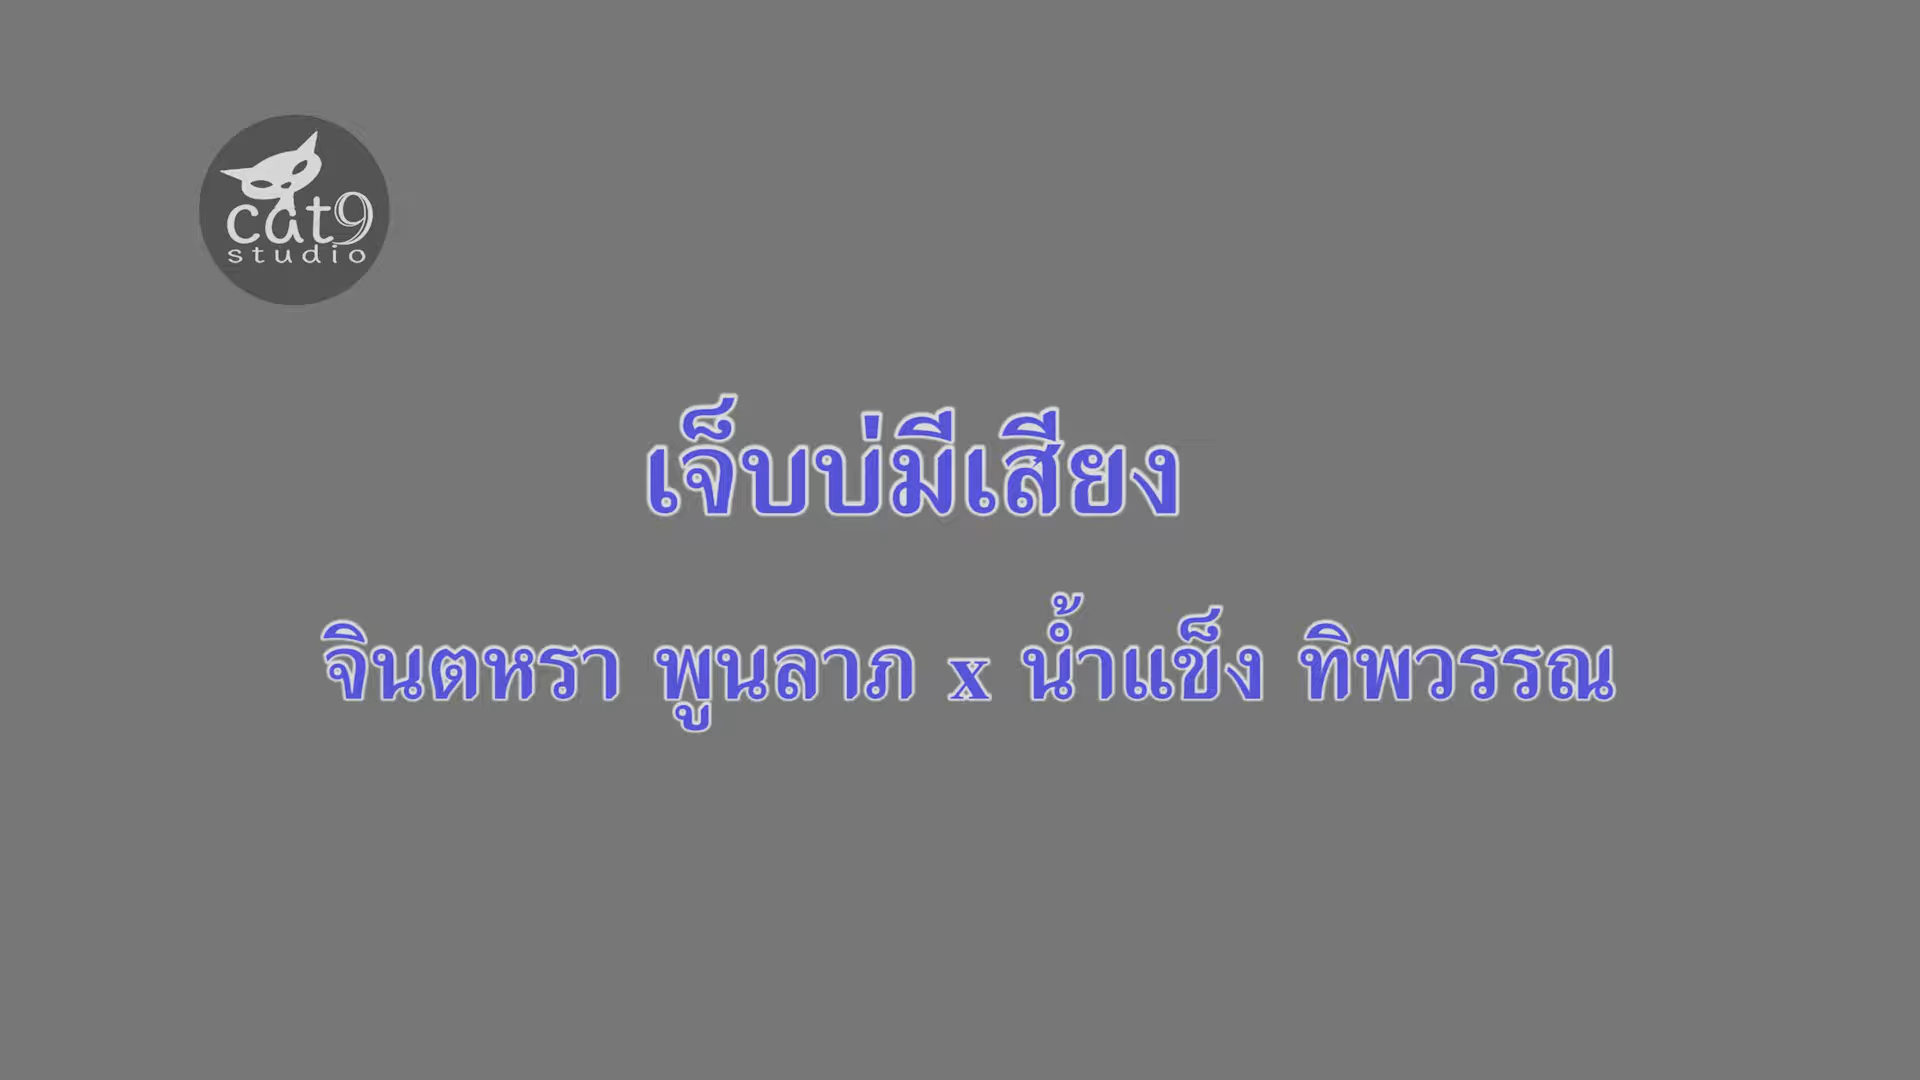 cat9
studio
เจ็บบ่มีเสียง
จินตหรา พูนลาภ x น้ำแข็ง ทิพวรรณ